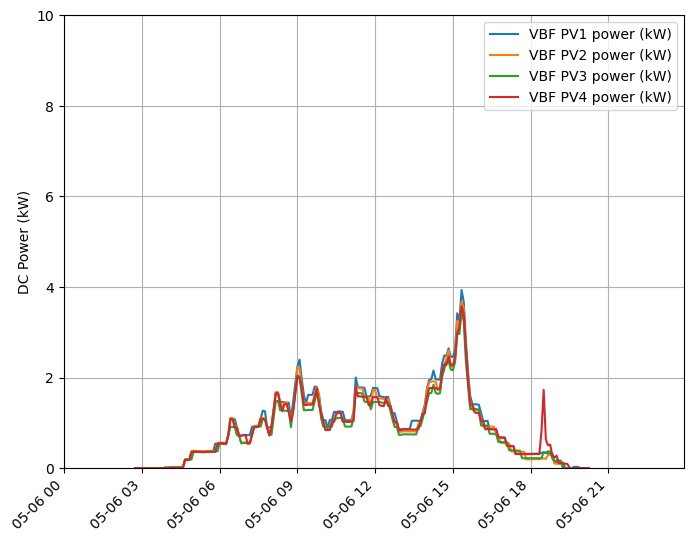 10
8
6
4
2
0
DC Power (kW)
VBF PV1 power (kW)
VBF PV2 power (kW)
VBF PV3 power (kW)
VBF PV4 power (kW)
05-06 00
05-06 03
05-06 06
05-06 09
05-06 12
05-06 15
05-06 18
05-06 21